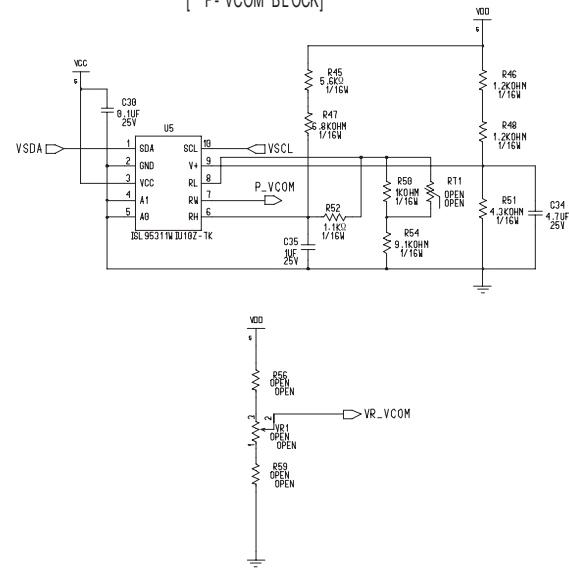 [ P-VCOM BLOCK]
VDD
VCC
R45
5.6KΩ
1/16W
R46
1.2KOHM
1/16W
C30
0.1UF
25V
R47
6.8KOHM
1/16W
R48
1.2KOHM
1/16W
U5
VSDA
1 SDA
SCL 10
VSCL
2 GND
V+ 9
3 VCC
RL 8
4 A1
RW 7
P_VCOM
5 A0
RH 6
ISL95311WIU10Z-TK
R50
1KOHM
1/16W
RT1
OPEN
OPEN
R52
1.1KΩ
1/16W
R51
4.3KOHM
1/16W
C34
4.7UF
25V
C35
1UF
25V
R54
9.1KOHM
1/16W
VDD
R56
OPEN
OPEN
3
2
VR_VCOM
VR1
OPEN
OPEN
1
R59
OPEN
OPEN